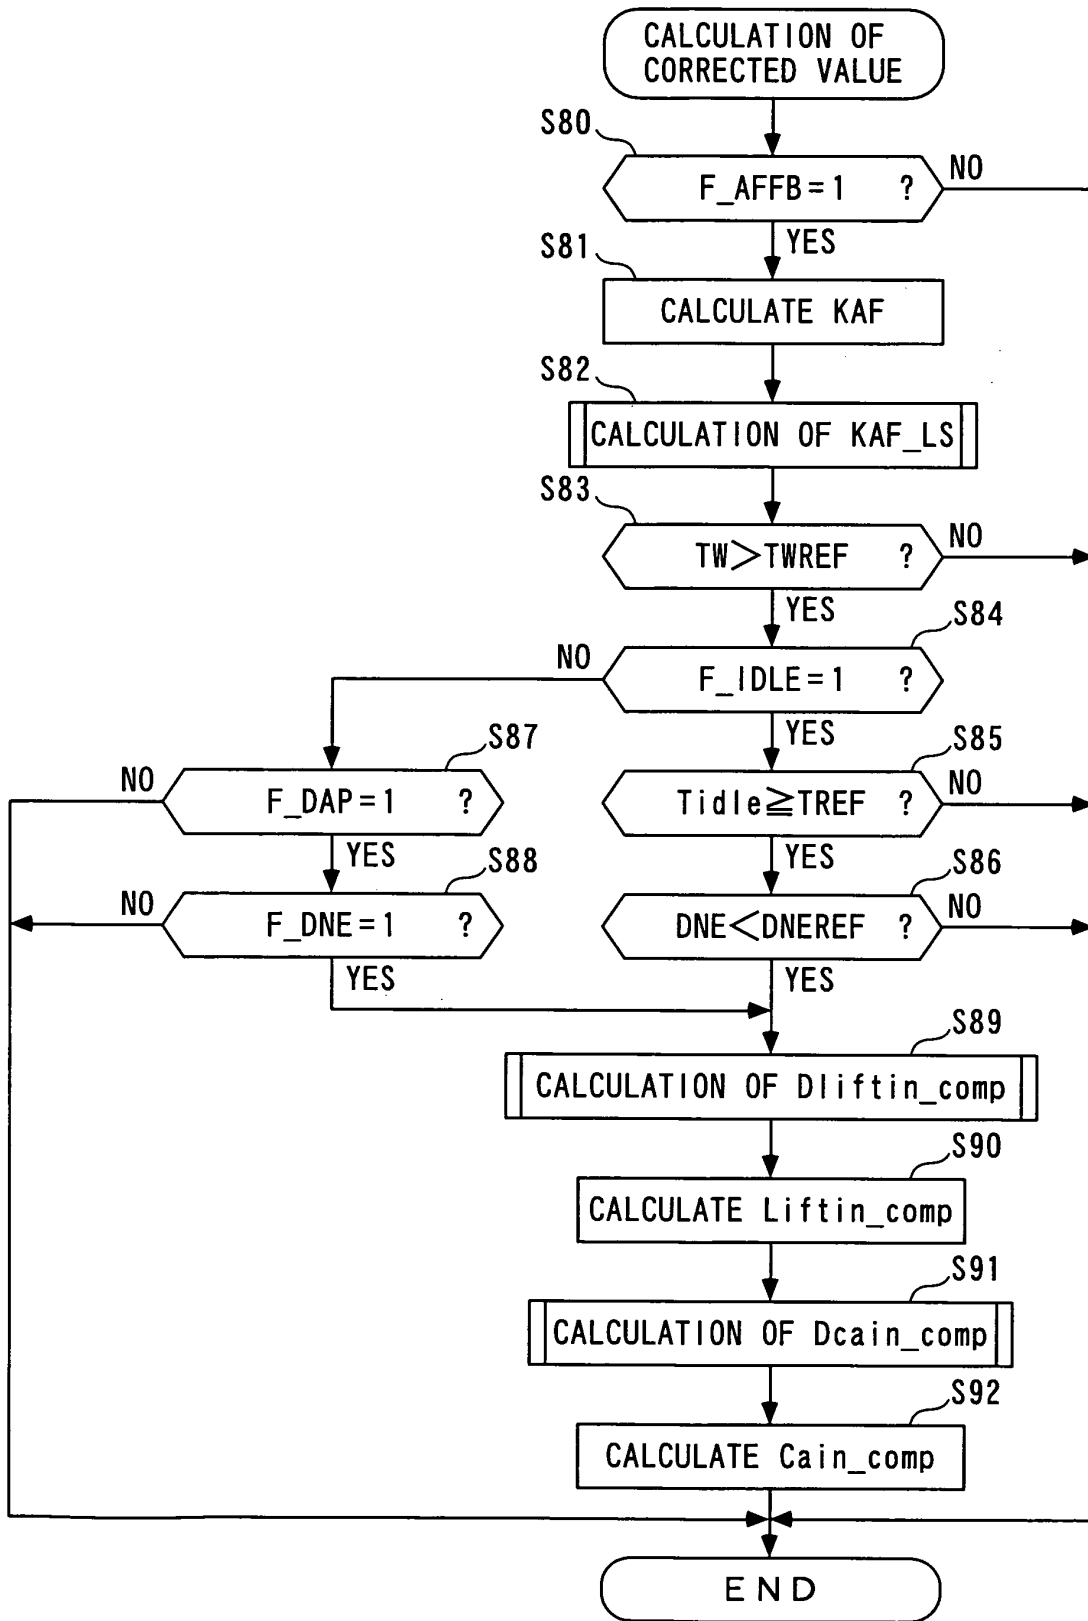 CALCULATION OF
CORRECTED VALUE
S80
F_AFFB=1 ?
NO
YES
S81
CALCULATE KAF
S82
CALCULATION OF KAF_LS
S83
TW>TWREF ?
NO
YES
S84
NO
F_IDLE=1 ?
YES
S87
S85
NO
F_DAP=1 ?
Tidle≧TREF ?
NO
YES
YES
S88
S86
NO
F_DNE=1 ?
DNE<DNEREF ?
NO
YES
YES
S89
CALCULATION OF Dliftin_comp
S90
CALCULATE Liftin_comp
S91
CALCULATION OF Dcain_comp
S92
CALCULATE Cain_comp
END